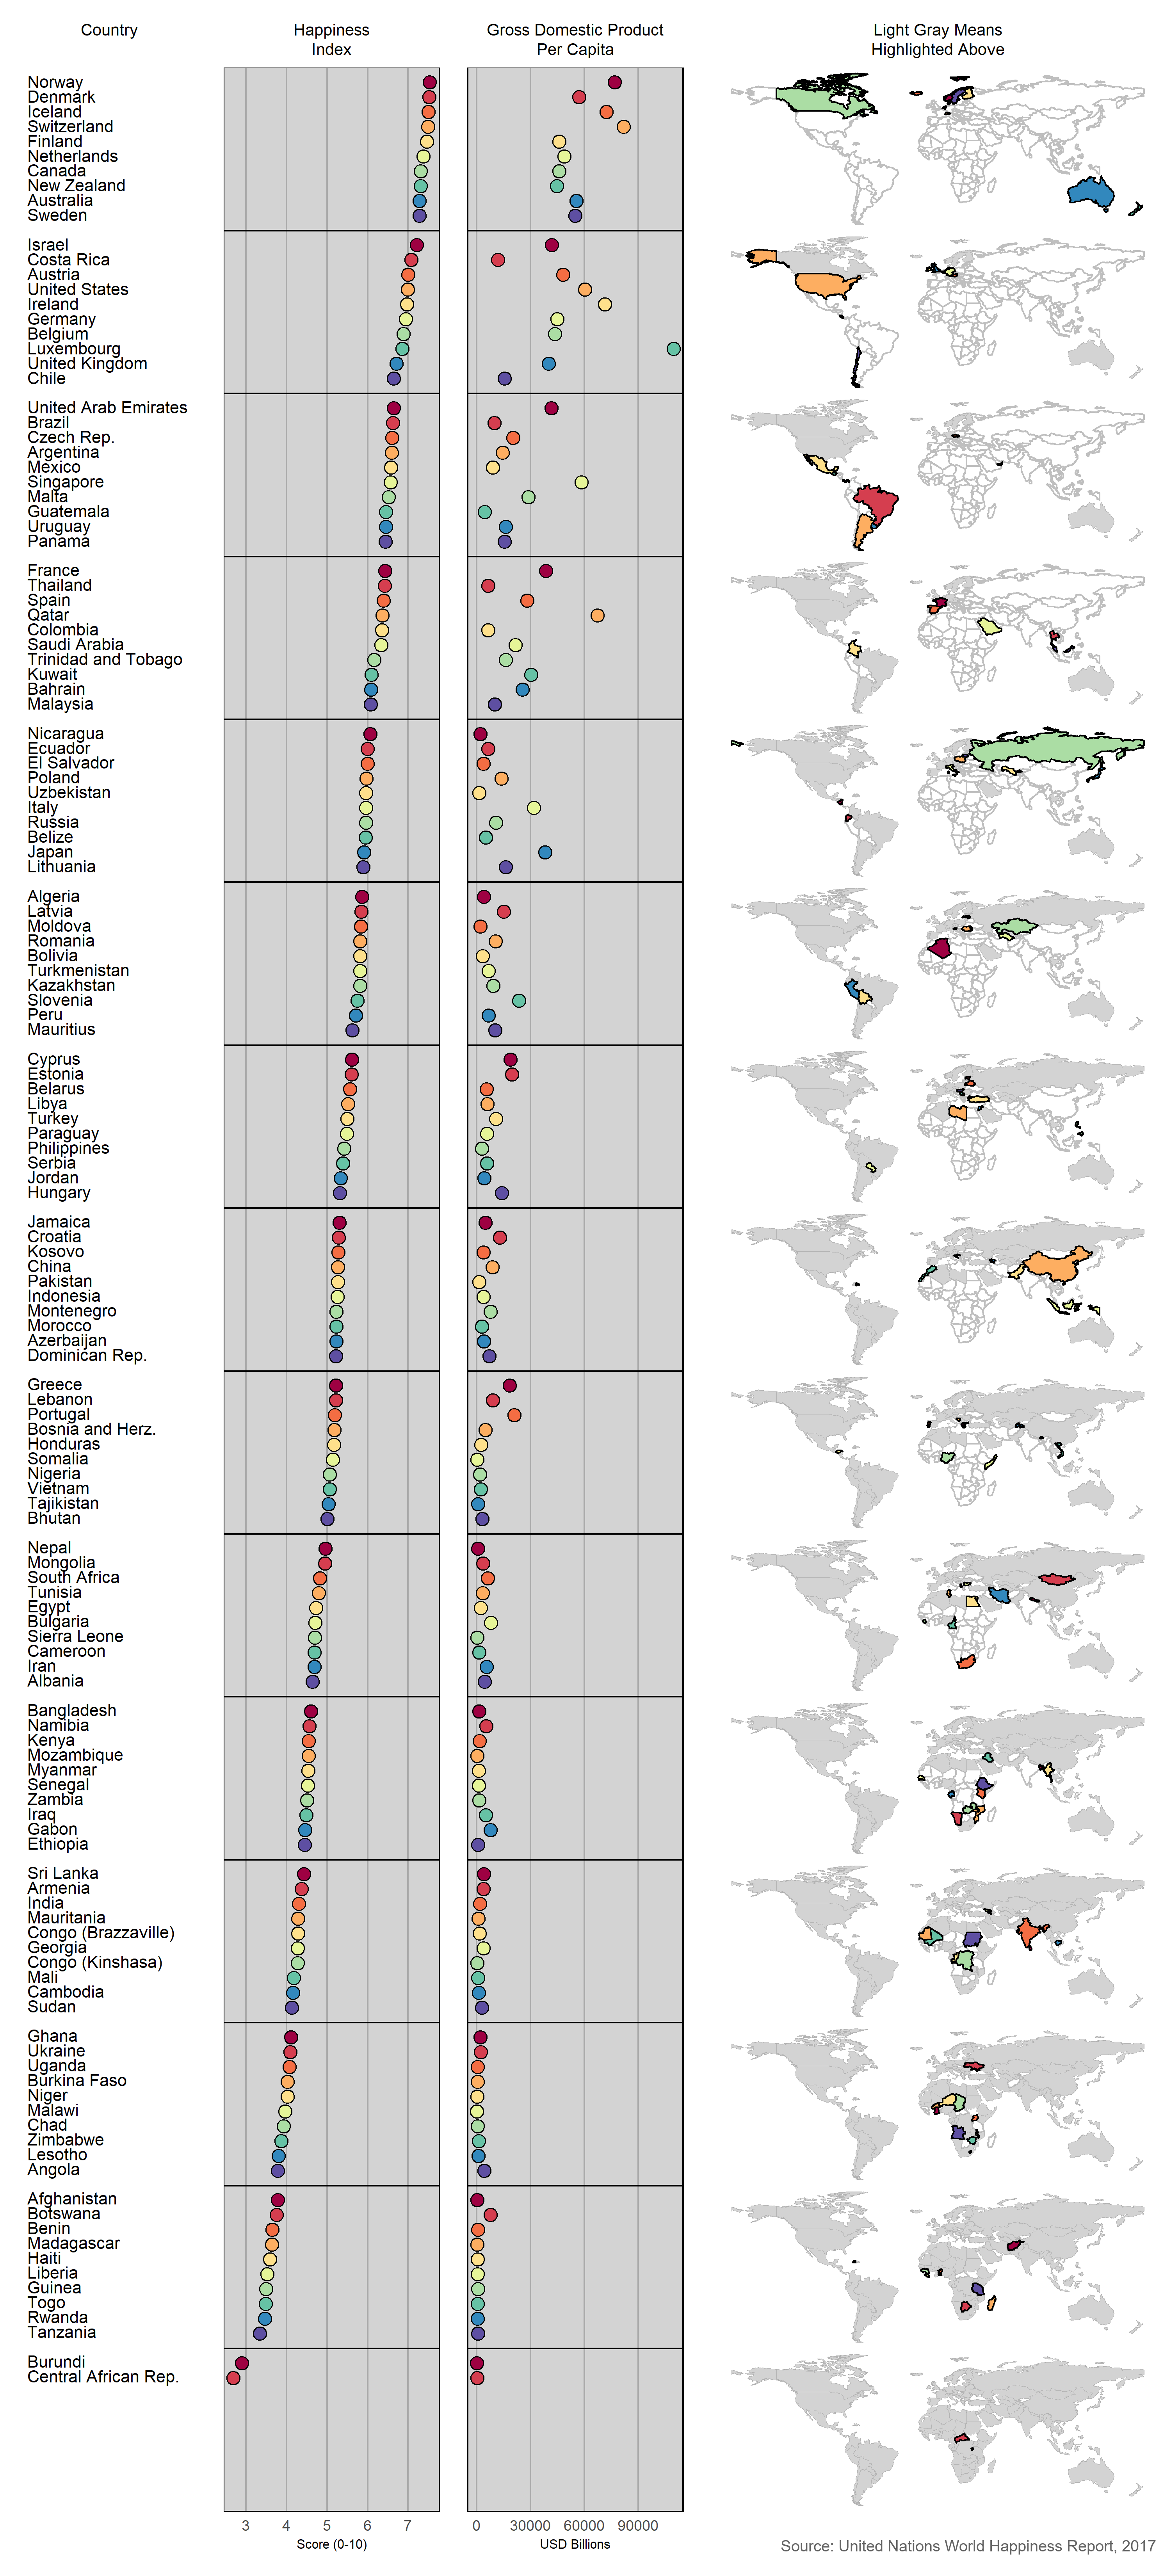 Country
Happiness
Index
Gross Domestic Product
Per Capita
Light Gray Means
Highlighted Above
Norway
Denmark
Iceland
Switzerland
Finland
Netherlands
Canada
New Zealand
Australia
Sweden
Israel
Costa Rica
Austria
United States
Ireland
Germany
Belgium
Luxembourg
United Kingdom
Chile
United Arab Emirates
Brazil
Czech Rep.
Argentina
Mexico
Singapore
Malta
Guatemala
Uruguay
Panama
France
Thailand
Spain
Qatar
Colombia
Saudi Arabia
Trinidad and Tobago
Kuwait
Bahrain
Malaysia
Nicaragua
Ecuador
El Salvador
Poland
Uzbekistan
Italy
Russia
Belize
Japan
Lithuania
Algeria
Latvia
Moldova
Romania
Bolivia
Turkmenistan
Kazakhstan
Slovenia
Peru
Mauritius
Cyprus
Estonia
Belarus
Libya
Turkey
Paraguay
Philippines
Serbia
Jordan
Hungary
Jamaica
Croatia
Kosovo
China
Pakistan
Indonesia
Montenegro
Morocco
Azerbaijan
Dominican Rep.
Greece
Lebanon
Portugal
Bosnia and Herz.
Honduras
Somalia
Nigeria
Vietnam
Tajikistan
Bhutan
Nepal
Mongolia
South Africa
Tunisia
Egypt
Bulgaria
Sierra Leone
Cameroon
Iran
Albania
Bangladesh
Namibia
Kenya
Mozambique
Myanmar
Senegal
Zambia
Iraq
Gabon
Ethiopia
Sri Lanka
Armenia
India
Mauritania
Congo (Brazzaville)
Georgia
Congo (Kinshasa)
Mali
Cambodia
Sudan
Ghana
Ukraine
Uganda
Burkina Faso
Niger
Malawi
Chad
Zimbabwe
Lesotho
Angola
Afghanistan
Botswana
Benin
Madagascar
Haiti
Liberia
Guinea
Togo
Rwanda
Tanzania
Burundi
Central African Rep.
3 4 5 6 7
Score (0-10)
0 30000 60000 90000
USD Billions
Source: United Nations World Happiness Report, 2017